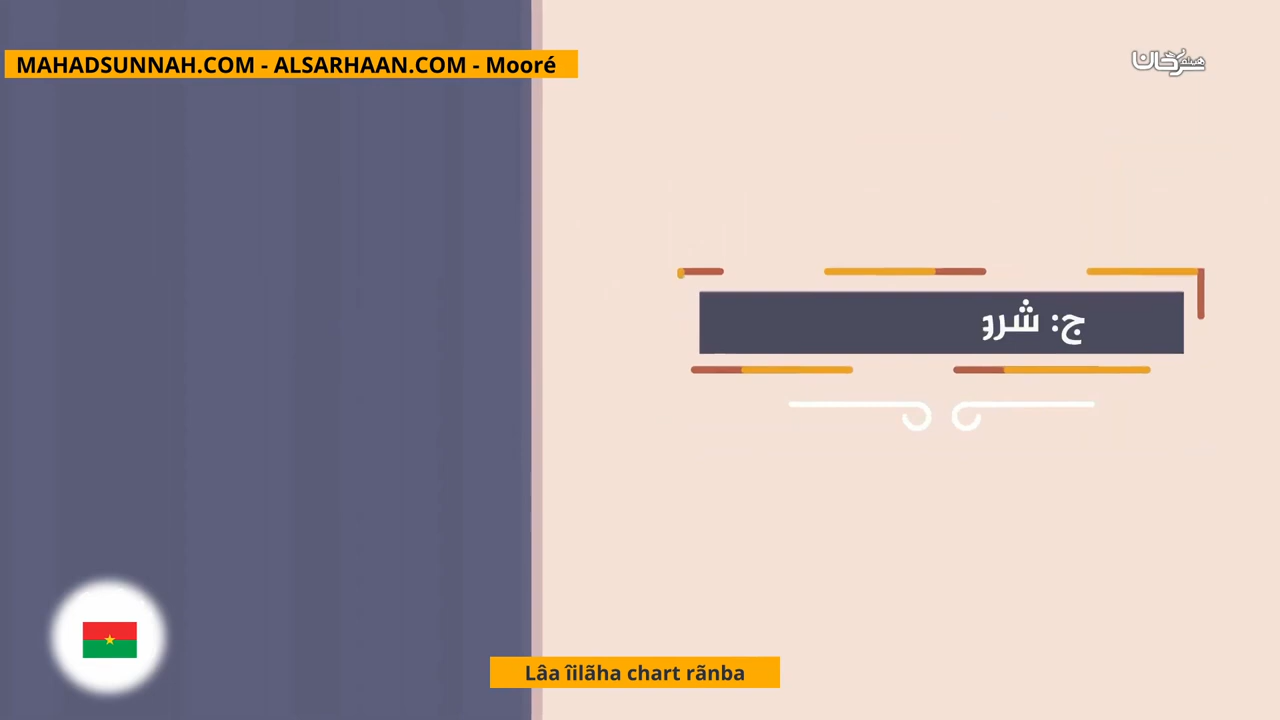 MAHADSUNNAH.COM - ALSARHAAN.COM - Mooré
ج: شرو
Lâa îilãha chart rãnba